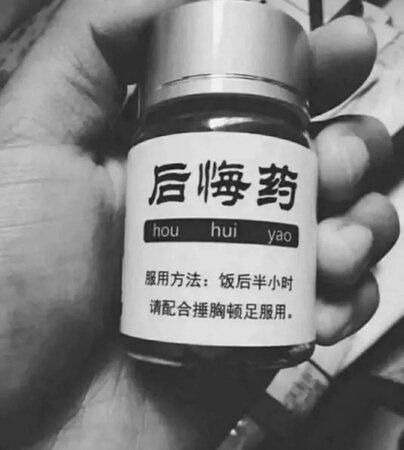 后悔药
hou hui yao
服用方法：饭后半小时
请配合捶胸顿足服用。